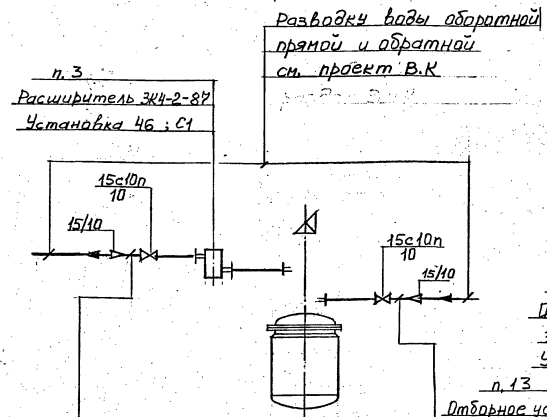 Разводку воды оборотной
прямой и обратной
см. проект В.К
п. 3
Расширитель ЗК4-2-87
Установка 46 ; С1
15с10п
10
15/10
15с10п
10
15/10
п. 13
Отборное ус